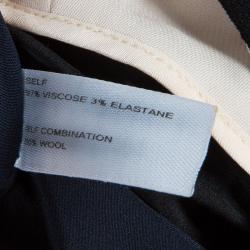 SELF
97% VISCOSE 3% ELASTANE
SELF COMBINATION
WOOL